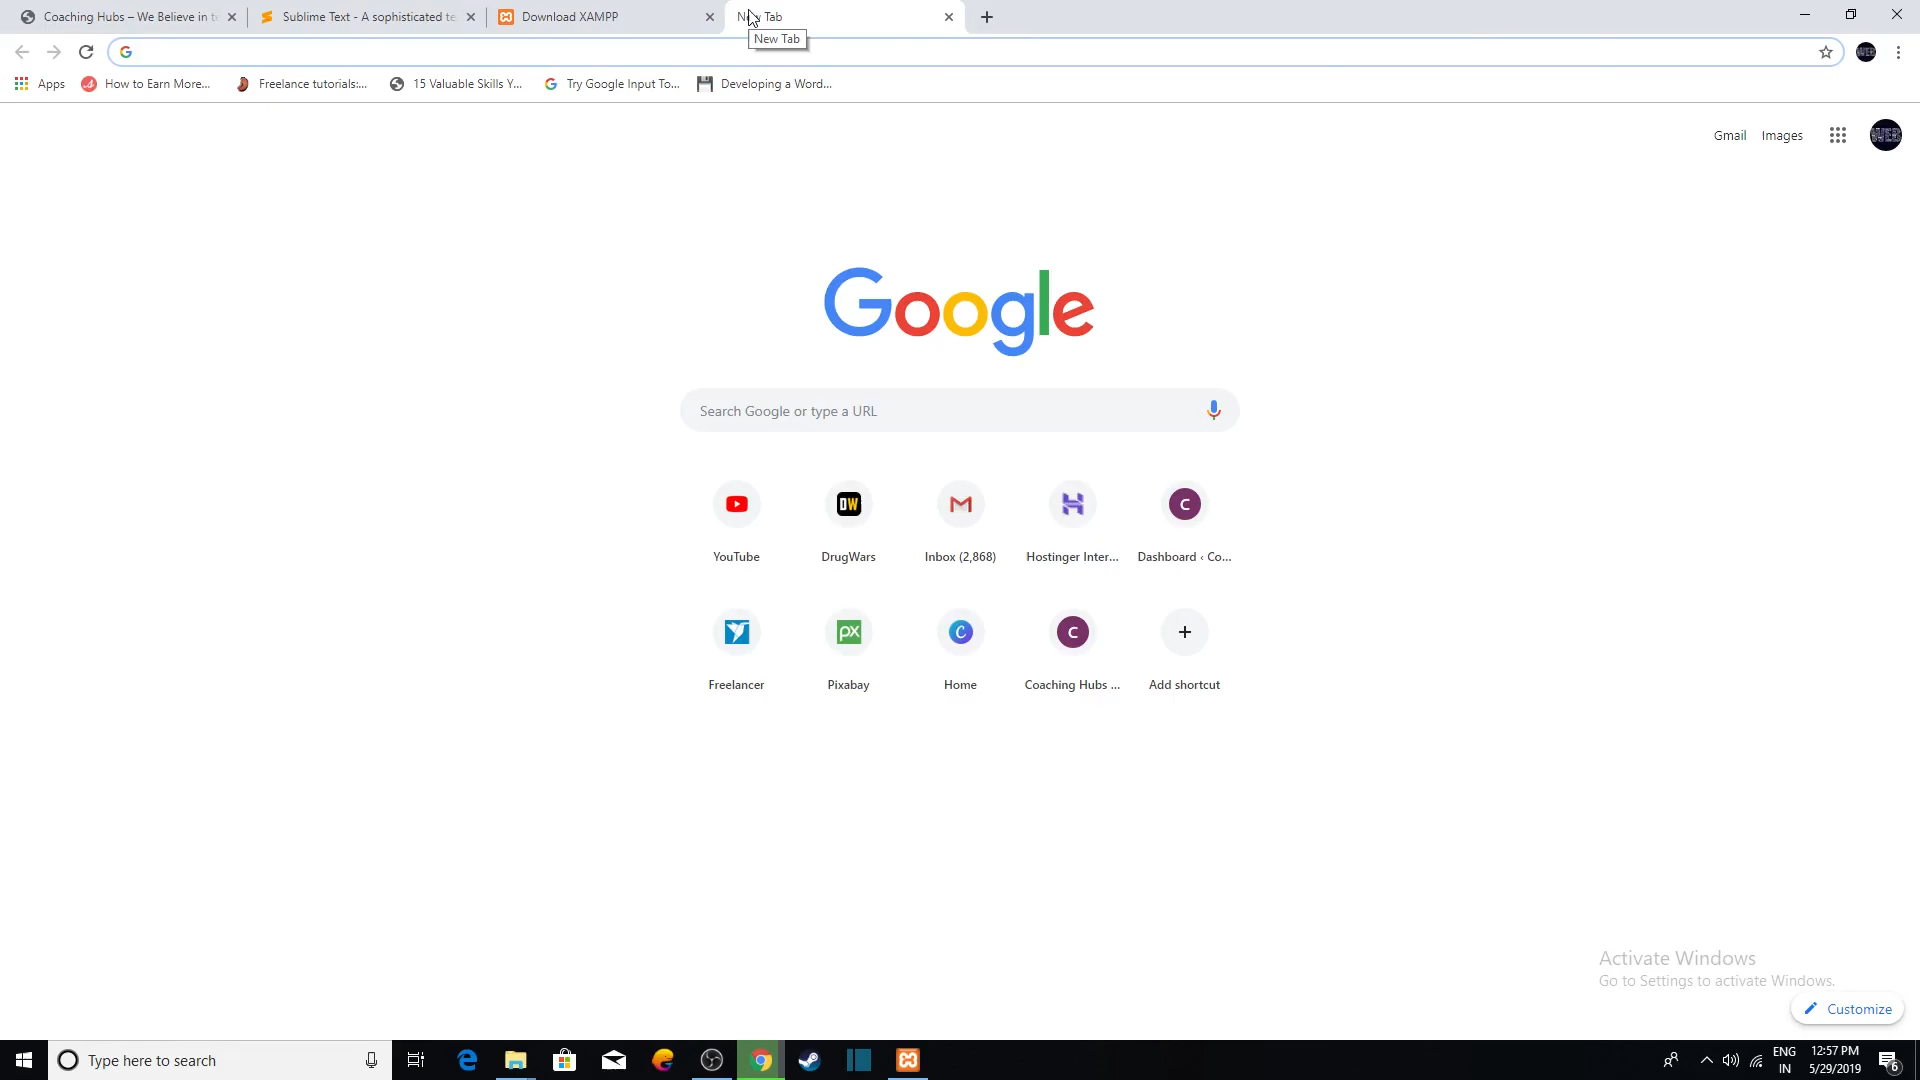 Coaching Hubs – We Believe in t
Sublime Text - A sophisticated te
Download XAMPP
New Tab
New Tab
Apps
How to Earn More...
Freelance tutorials:...
15 Valuable Skills Y...
Try Google Input To...
Developing a Word...
Gmail
Images
Google
Search Google or type a URL
YouTube
DrugWars
Inbox (2,868)
Hostinger Inter...
Dashboard ‹ Co...
Freelancer
Pixabay
Home
Coaching Hubs ...
Add shortcut
Activate Windows
Go to Settings to activate Windows.
Customize
Type here to search
ENG
IN
12:57 PM
5/29/2019
6